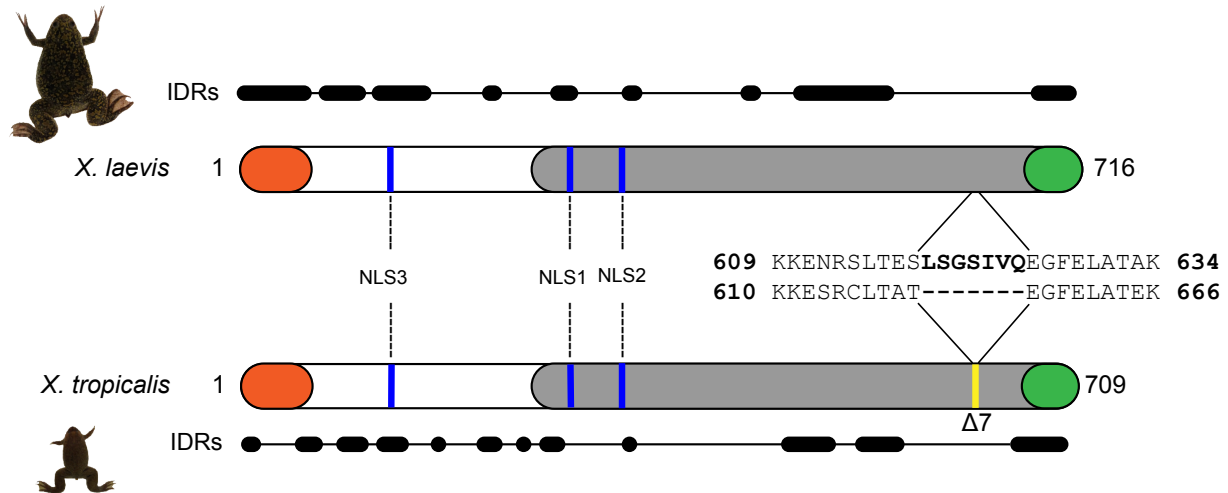 IDRs
X. laevis 1 716
NLS3 NLS1 NLS2
609 KKENRSLTESLSGSIVQEGFELATAK 634
610 KKESRCLTAT-------EGFELATEK 666
X. tropicalis 1 709
Δ7
IDRs